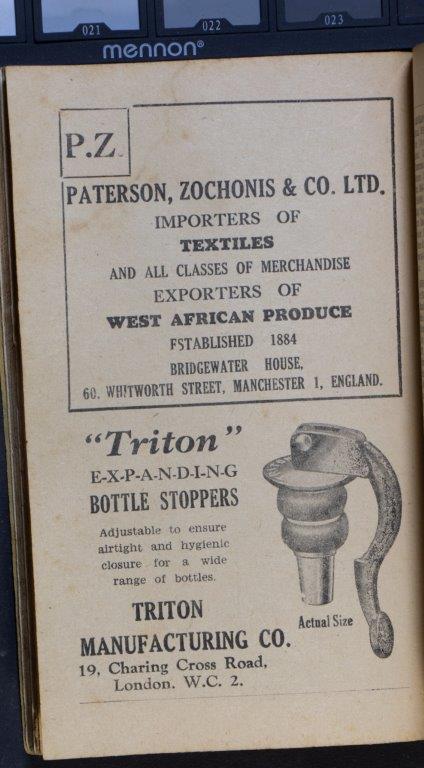 021 022 023
mennon®
P.Z.
PATERSON, ZOCHONIS & CO. LTD.
IMPORTERS OF
TEXTILES
AND ALL CLASSES OF MERCHANDISE
EXPORTERS OF
WEST AFRICAN PRODUCE
ESTABLISHED 1884
BRIDGEWATER HOUSE,
60, WHITWORTH STREET, MANCHESTER 1, ENGLAND.
"Triton"
E-X-P-A-N-D-I-N-G
BOTTLE STOPPERS
Adjustable to ensure
airtight and hygienic
closure for a wide
range of bottles.
Actual Size
TRITON
MANUFACTURING CO.
19, Charing Cross Road,
London. W.C. 2.